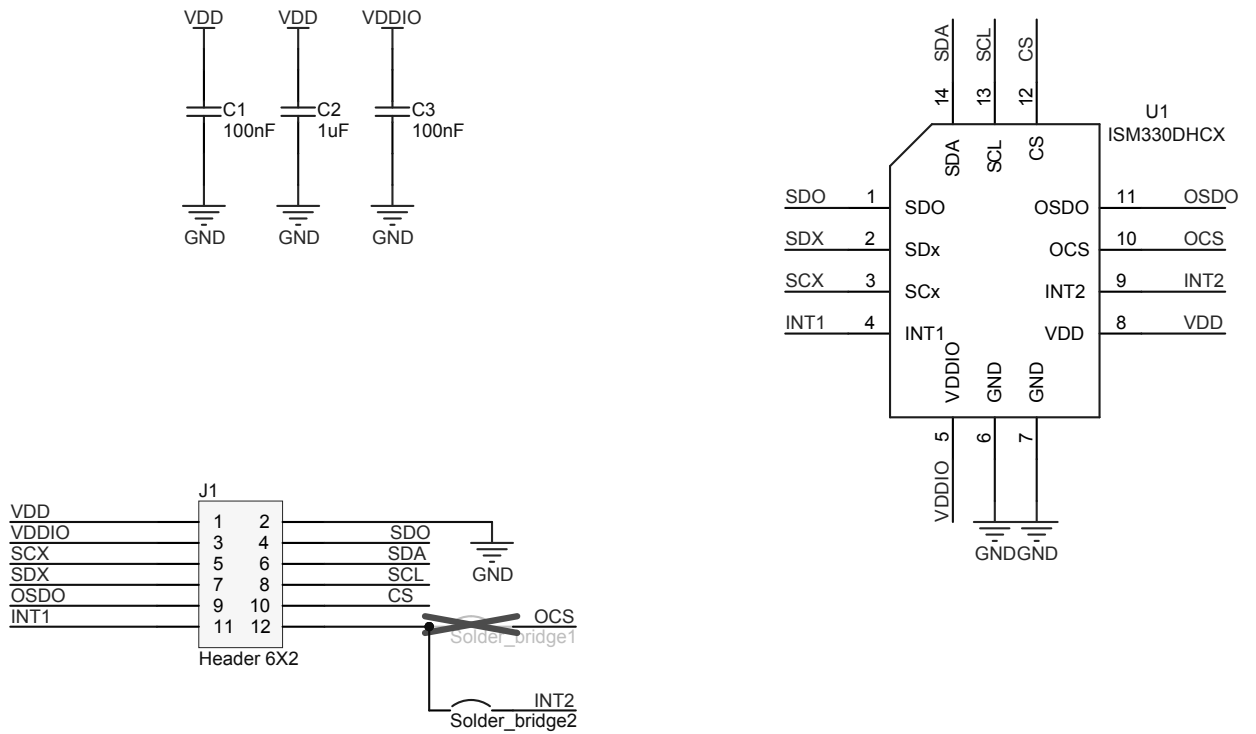 VDD VDD VDDIO
C1 C2 C3
100nF 1uF 100nF
GND GND GND
SDA SCL CS
14 13 12
U1
ISM330DHCX
SDA SCL CS
SDO 1 SDO OSDO 11 OSDO
SDX 2 SDx OCS 10 OCS
SCX 3 SCx INT2 9 INT2
INT1 4 INT1 VDD 8 VDD
VDDIO GND GND
5 6 7
VDDIO
GND GND
J1
VDD 1 2
VDDIO 3 4 SDO
SCX 5 6 SDA
SDX 7 8 SCL
GND
OSDO 9 10 CS
INT1 11 12 OCS
Solder_bridge1
Header 6X2
INT2
Solder_bridge2